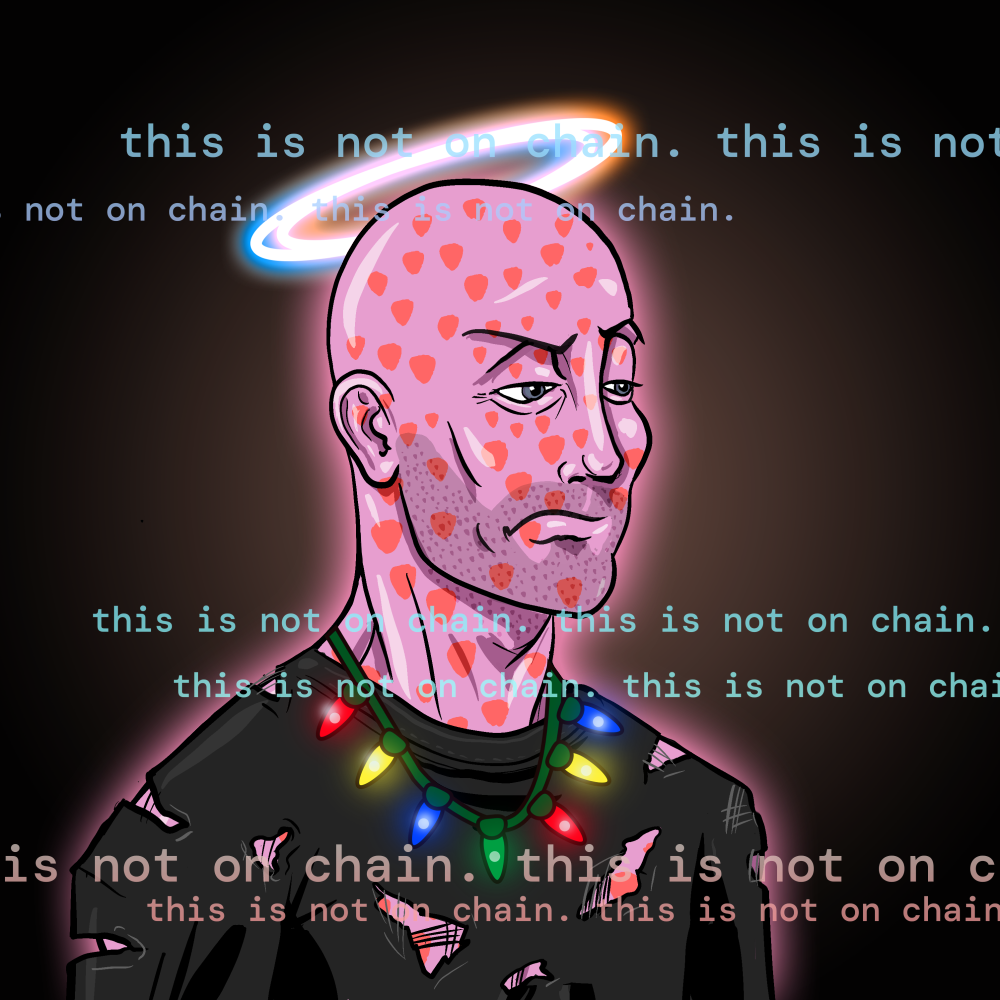 this is not on chain. this is not
not on chain. this is not on chain.
this is not on chain. this is not on chain.
this is not on chain. this is not on chai
is not on chain. this is not on c
this is not on chain. this is not on chain